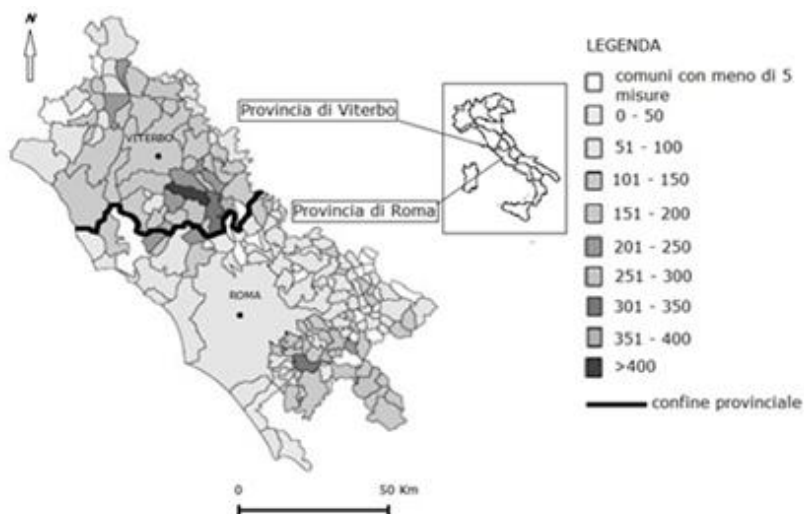 N
VITERBO
ROMA
0
50 Km
Provincia di Viterbo
Provincia di Roma
LEGENDA
comuni con meno di 5
misure
0 - 50
51 - 100
101 - 150
151 - 200
201 - 250
251 - 300
301 - 350
351 - 400
>400
confine provinciale